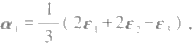 α₁ = 1/3 ( 2ε₁ + 2ε₂ − ε₃ ) .